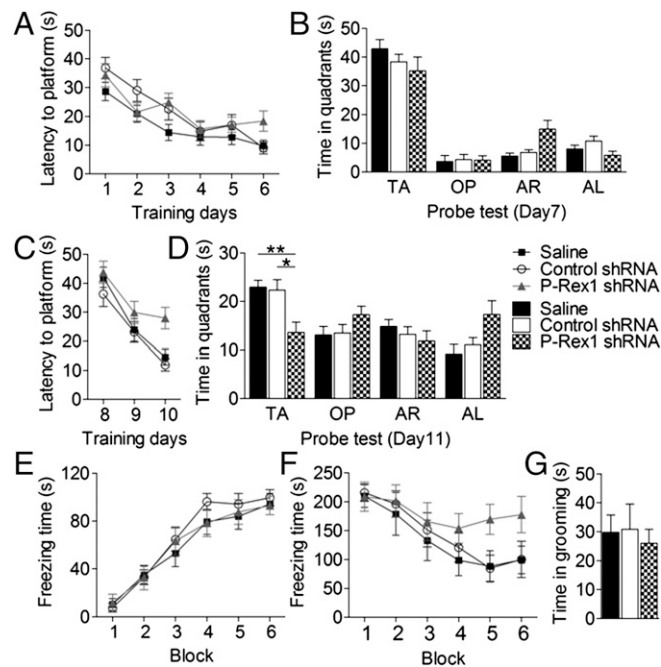 A
Latency to platform (s)
50
40
30
20
10
0
1 2 3 4 5 6
Training days
B
Time in quadrants (s)
50
40
30
20
10
0
TA OP AR AL
Probe test (Day7)
C
Latency to platform (s)
50
40
30
20
10
0
8 9 10
Training days
D
Time in quadrants (s)
30
20
10
0
**
*
TA OP AR AL
Probe test (Day11)
Saline
Control shRNA
P-Rex1 shRNA
Saline
Control shRNA
P-Rex1 shRNA
E
Freezing time (s)
120
80
40
0
1 2 3 4 5 6
Block
F
Freezing time (s)
250
200
150
100
50
0
1 2 3 4 5 6
Block
G
Time in grooming (s)
50
40
30
20
10
0